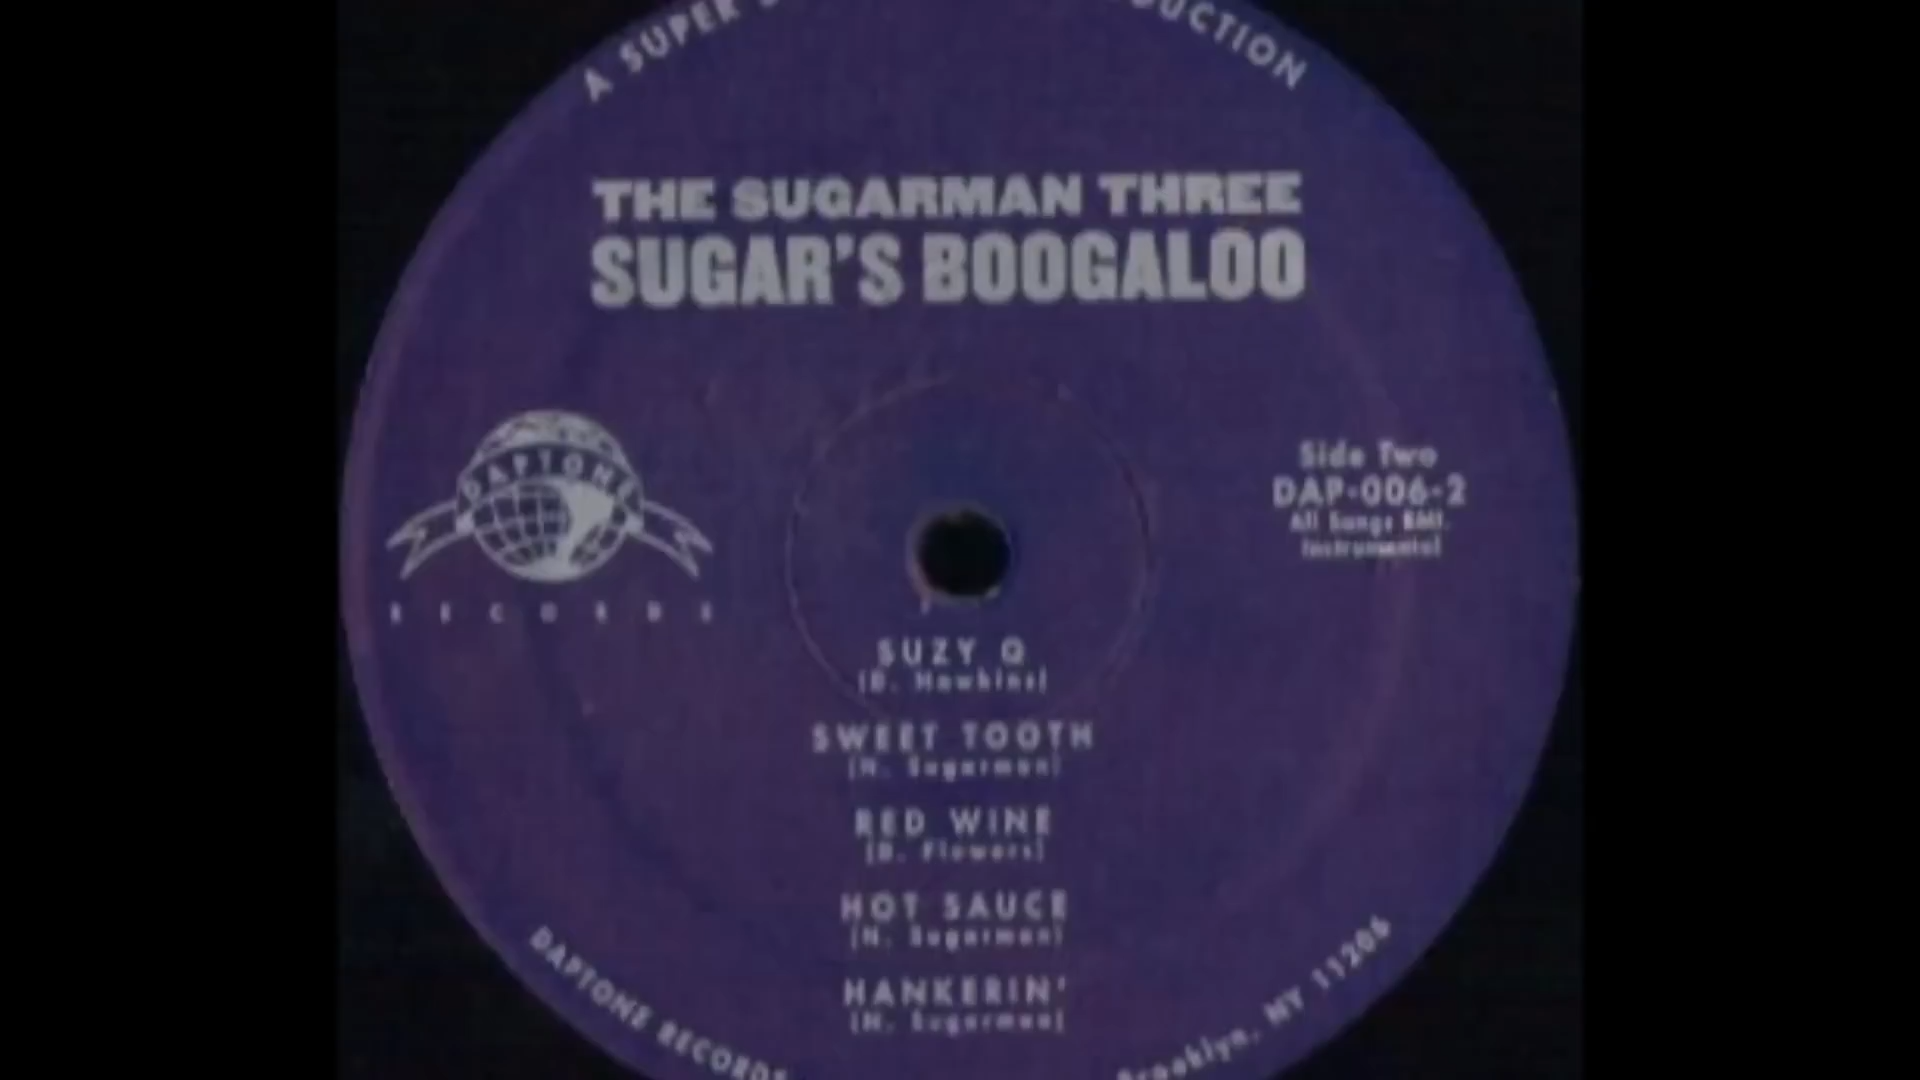 A SUPER
UCTION
THE SUGARMAN THREE
SUGAR'S BOOGALOO
DAPTONE
RECORDS
Side Two
DAP-006-2
All Songs BMI.
Instrumental
SUZY Q
(D. Hawkins)
SWEET TOOTH
(N. Sugarman)
RED WINE
(D. Flowers)
HOT SAUCE
(N. Sugarman)
HANKERIN'
(N. Sugarman)
DAPTONE RECORDS
Brooklyn, NY 11206